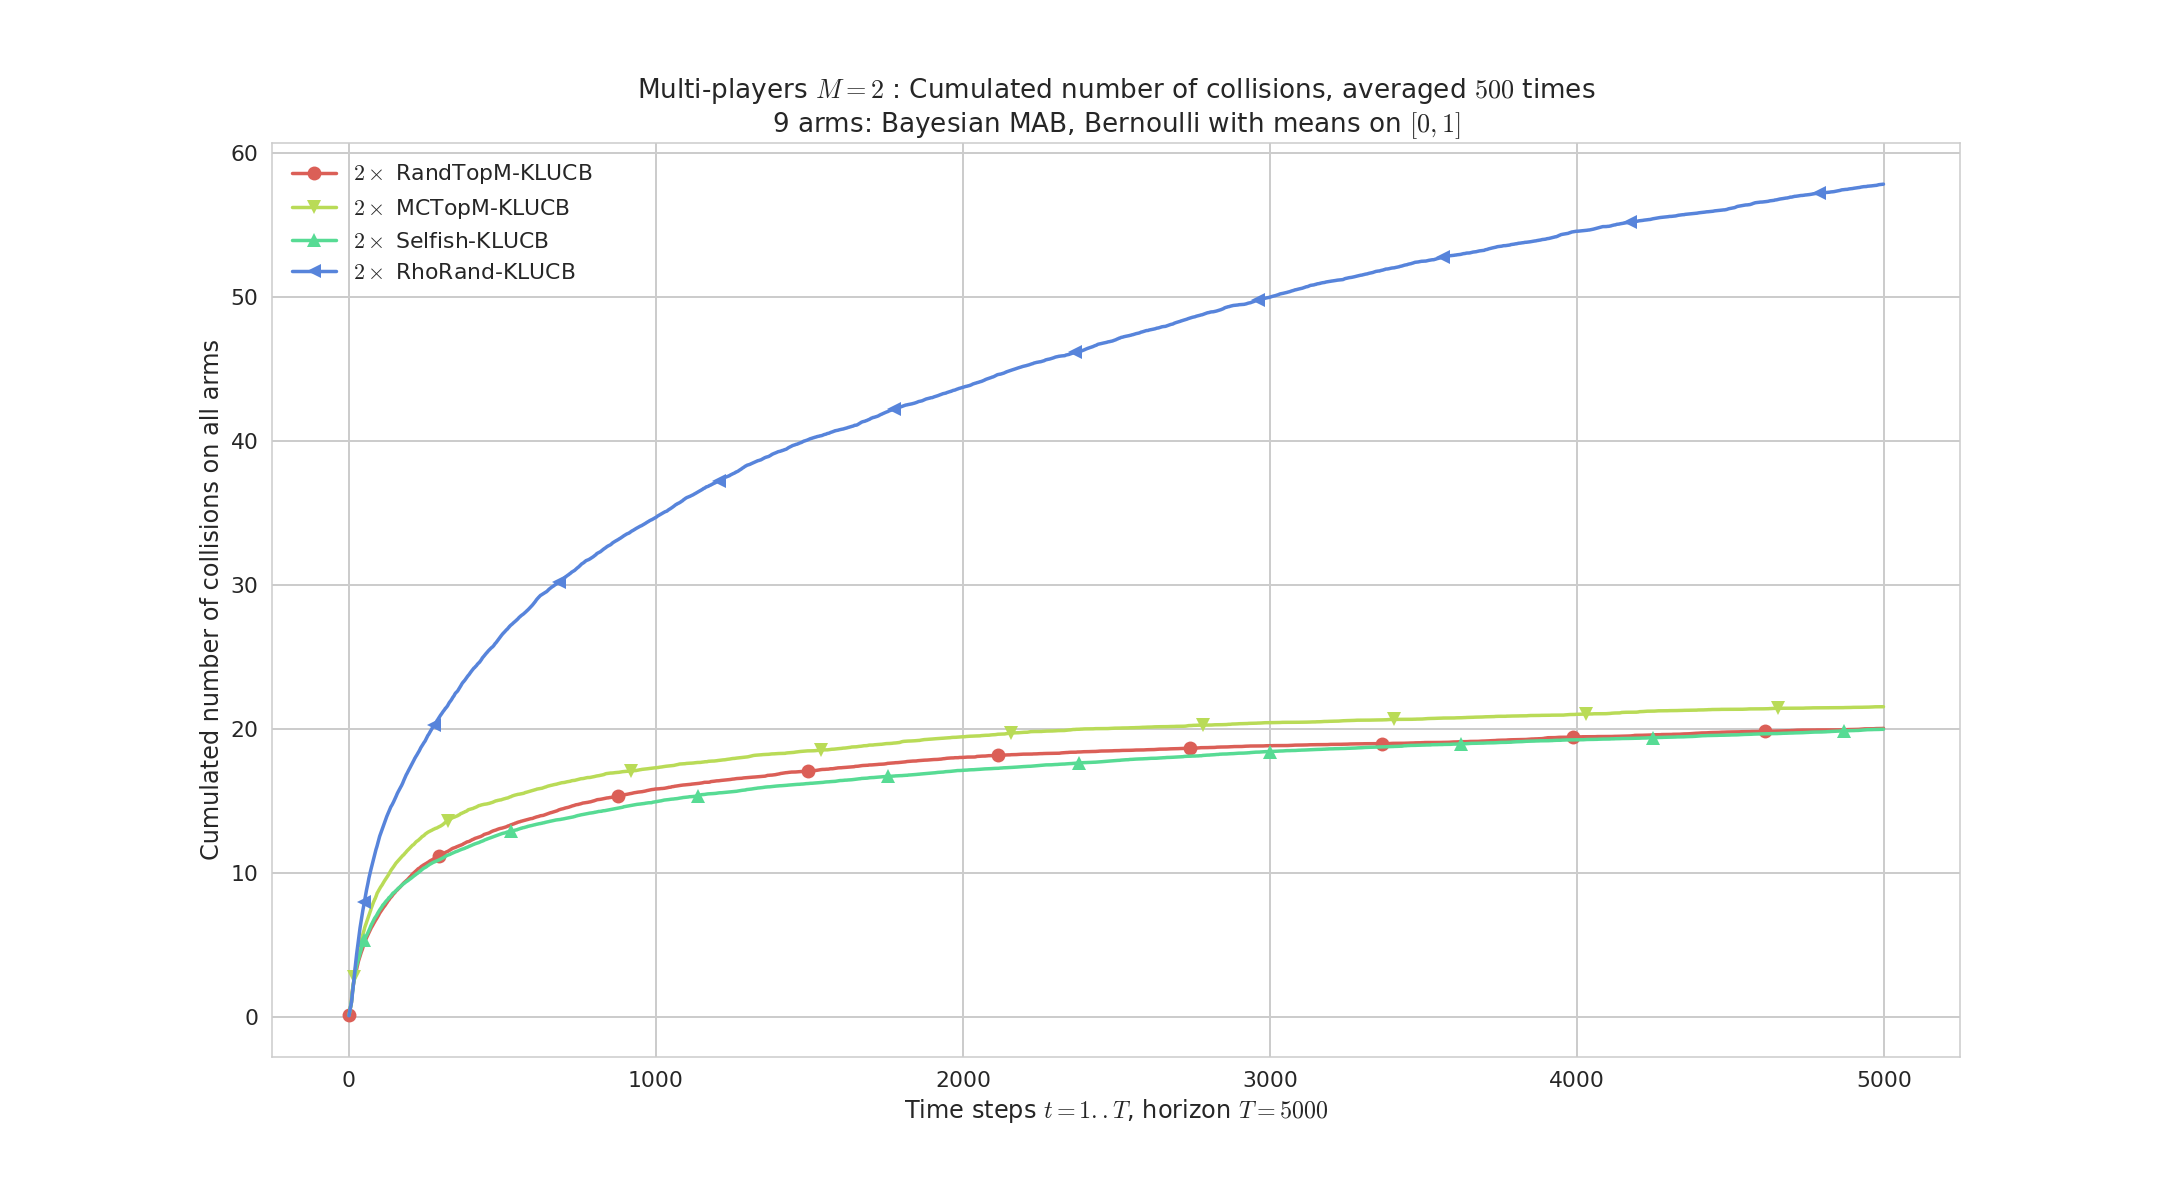 Multi-players M = 2 : Cumulated number of collisions, averaged 500 times
9 arms: Bayesian MAB, Bernoulli with means on [0, 1]
2× RandTopM-KLUCB
2× MCTopM-KLUCB
2× Selfish-KLUCB
2× RhoRand-KLUCB
Cumulated number of collisions on all arms
60
50
40
30
20
10
0
0 1000 2000 3000 4000 5000
Time steps t = 1..T, horizon T = 5000